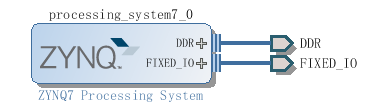 processing_system7_0
ZYNQ
DDR
DDR
FIXED_IO
FIXED_IO
ZYNQ7 Processing System